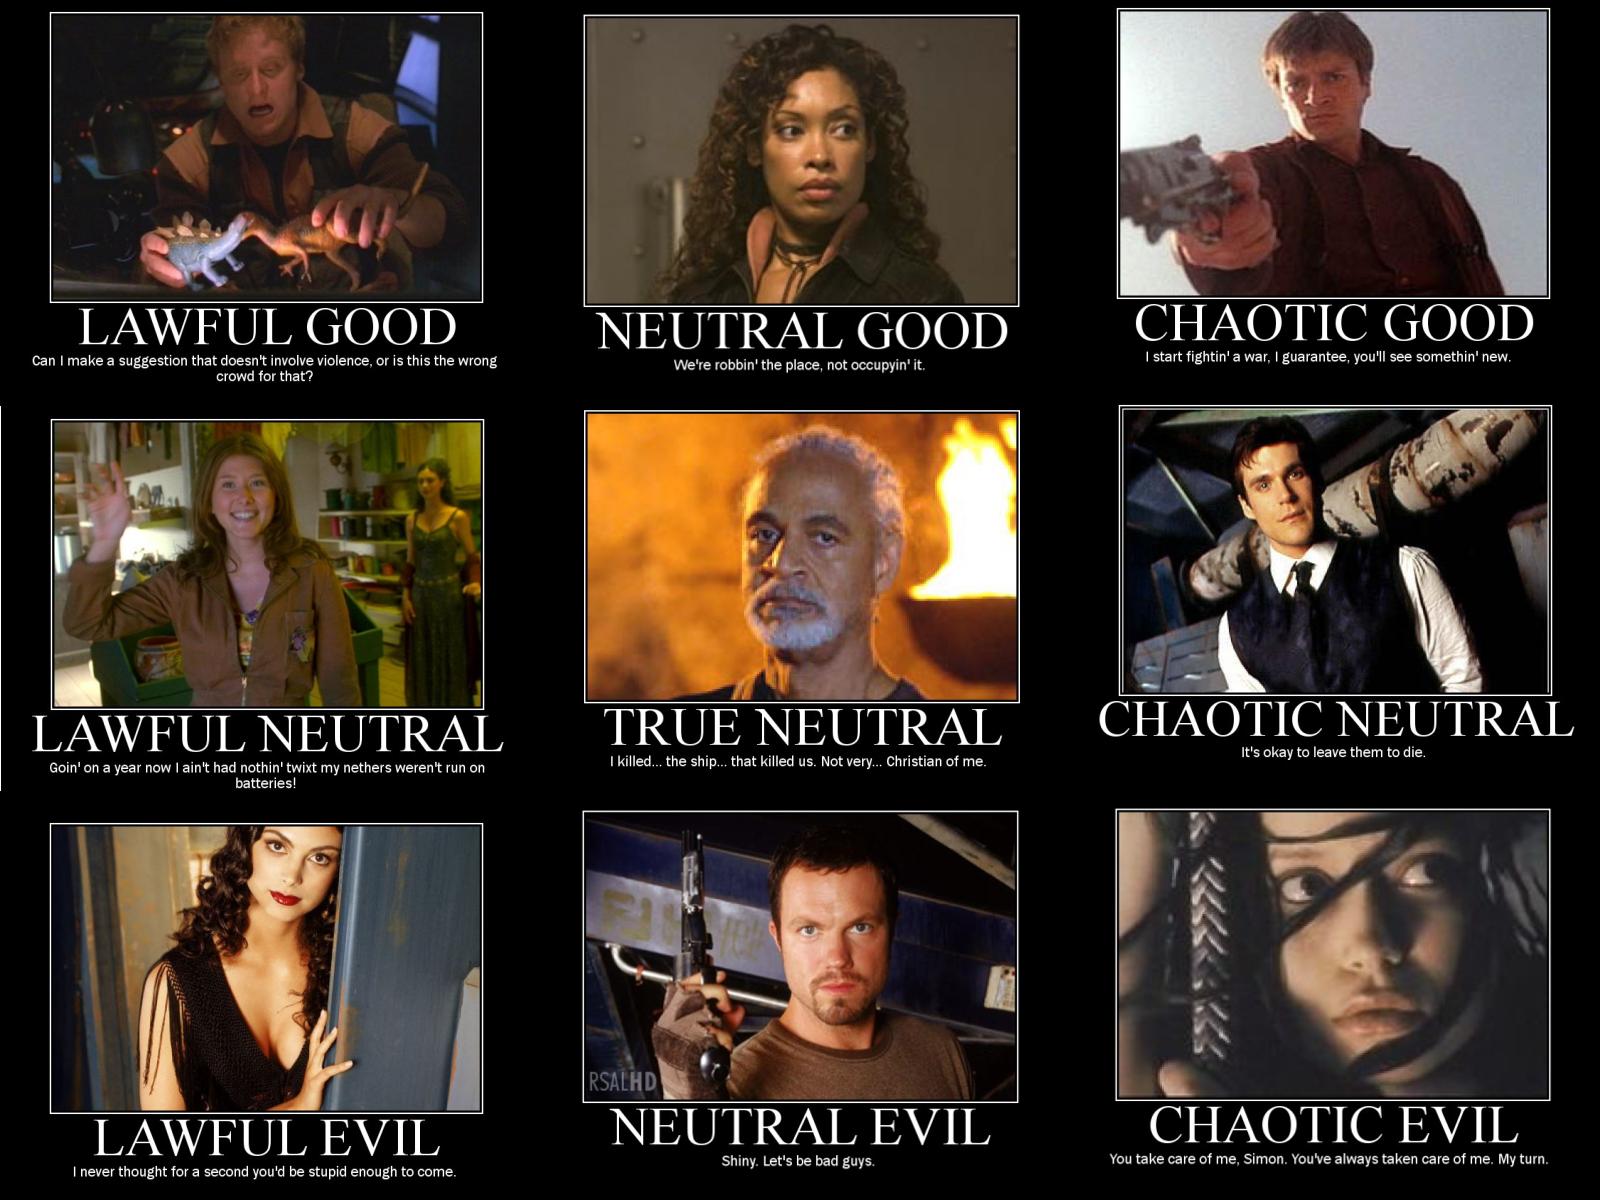 LAWFUL GOOD
Can I make a suggestion that doesn't involve violence, or is this the wrong
crowd for that?
NEUTRAL GOOD
We're robbin' the place, not occupyin' it.
CHAOTIC GOOD
I start fightin' a war, I guarantee, you'll see somethin' new.
LAWFUL NEUTRAL
Goin' on a year now I ain't had nothin' twixt my nethers weren't run on
batteries!
TRUE NEUTRAL
I killed... the ship... that killed us. Not very... Christian of me.
CHAOTIC NEUTRAL
It's okay to leave them to die.
LAWFUL EVIL
I never thought for a second you'd be stupid enough to come.
RSALHD
NEUTRAL EVIL
Shiny. Let's be bad guys.
CHAOTIC EVIL
You take care of me, Simon. You've always taken care of me. My turn.